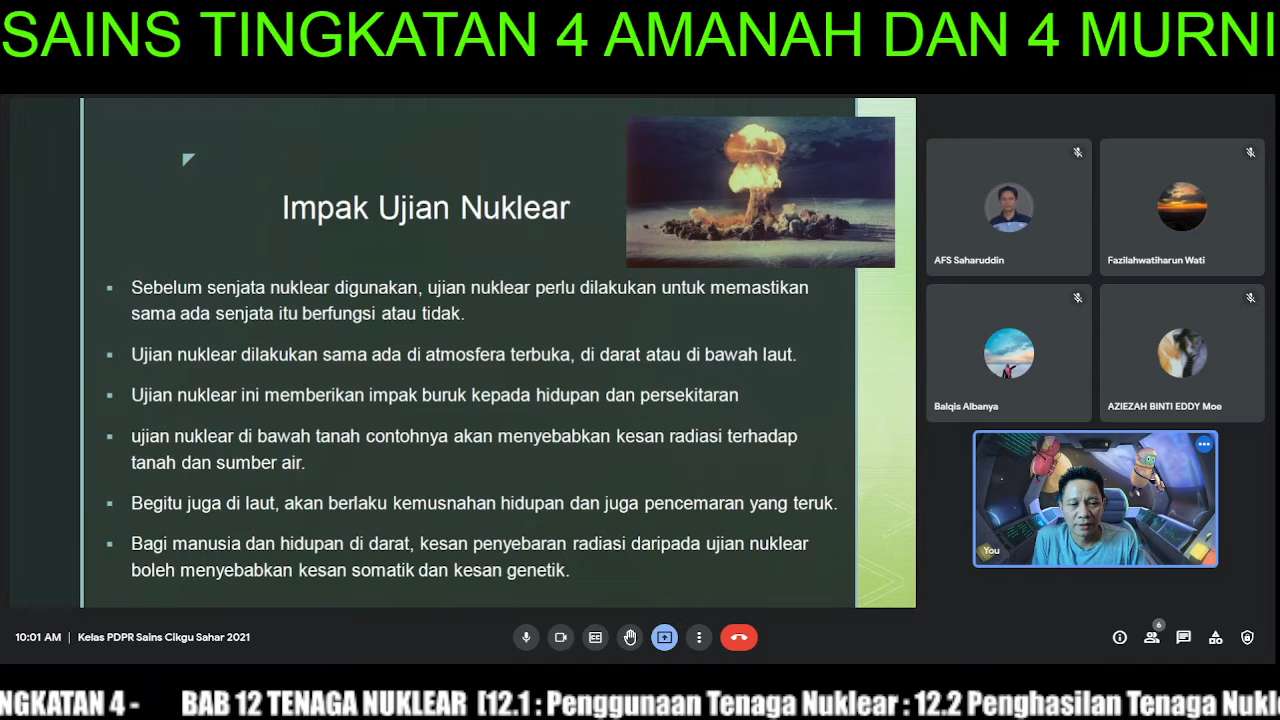 SAINS TINGKATAN 4 AMANAH DAN 4 MURNI
Impak Ujian Nuklear
Sebelum senjata nuklear digunakan, ujian nuklear perlu dilakukan untuk memastikan
sama ada senjata itu berfungsi atau tidak.
Ujian nuklear dilakukan sama ada di atmosfera terbuka, di darat atau di bawah laut.
Ujian nuklear ini memberikan impak buruk kepada hidupan dan persekitaran
ujian nuklear di bawah tanah contohnya akan menyebabkan kesan radiasi terhadap
tanah dan sumber air.
Begitu juga di laut, akan berlaku kemusnahan hidupan dan juga pencemaran yang teruk.
Bagi manusia dan hidupan di darat, kesan penyebaran radiasi daripada ujian nuklear
boleh menyebabkan kesan somatik dan kesan genetik.
AFS Saharuddin
Fazilahwatiharun Wati
Balqis Albanya
AZIEZAH BINTI EDDY Moe
You
10:01 AM | Kelas PDPR Sains Cikgu Sahar 2021
6
NGKATAN 4 - BAB 12 TENAGA NUKLEAR [12.1 : Penggunaan Tenaga Nuklear : 12.2 Penghasilan Tenaga Nukl